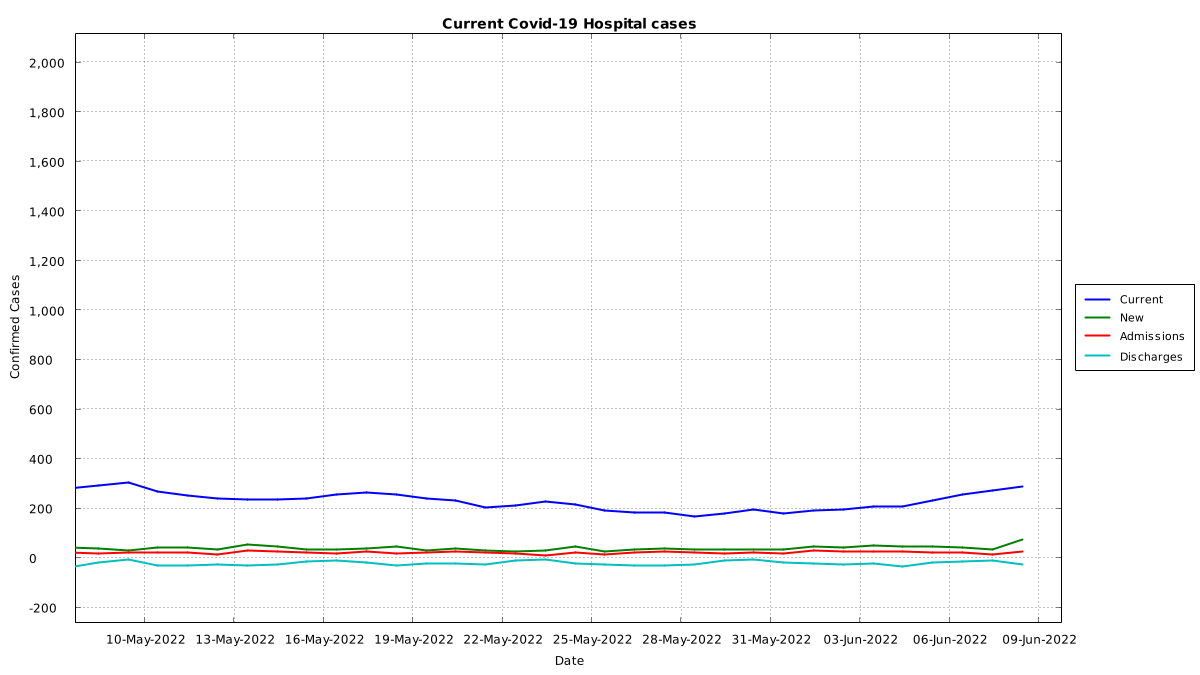 Current Covid-19 Hospital cases
2,000
1,800
1,600
1,400
1,200
1,000
800
600
400
200
0
-200
Confirmed Cases
10-May-2022 13-May-2022 16-May-2022 19-May-2022 22-May-2022 25-May-2022 28-May-2022 31-May-2022 03-Jun-2022 06-Jun-2022 09-Jun-2022
Date
Current
New
Admissions
Discharges